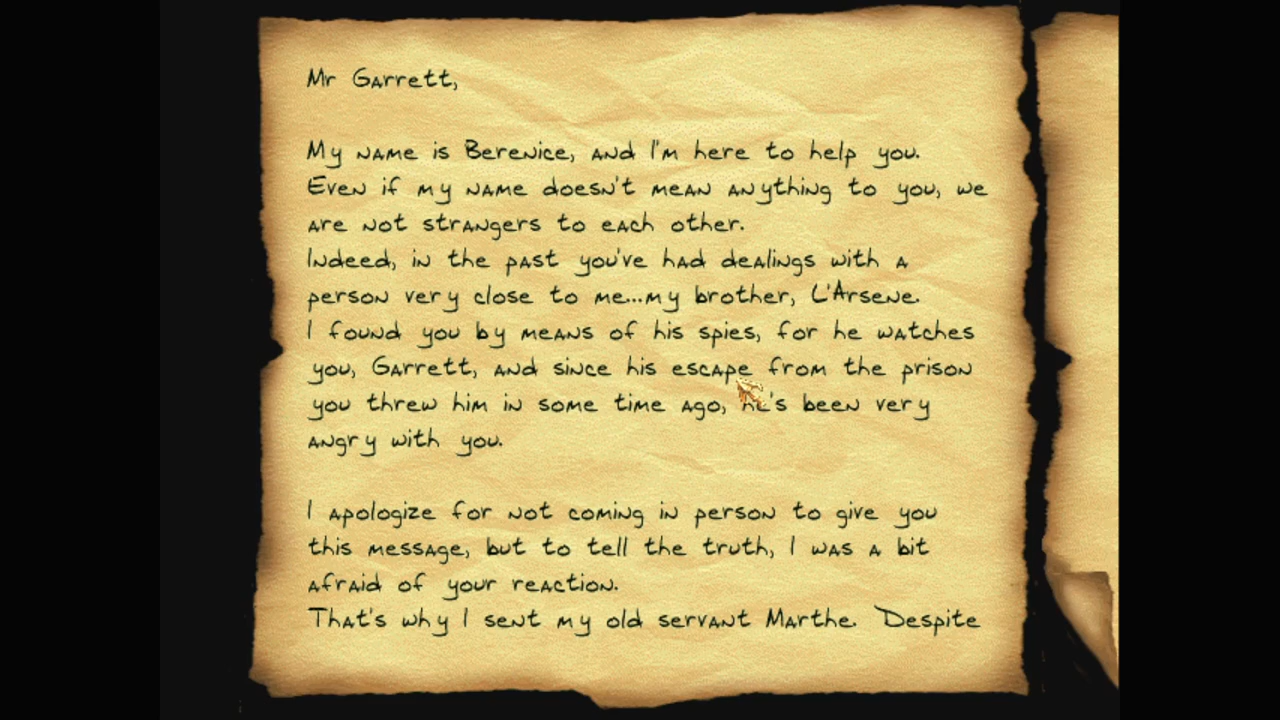 Mr Garrett,
My name is Berenice, and I'm here to help you.
Even if my name doesn't mean anything to you, we
are not strangers to each other.
Indeed, in the past you've had dealings with a
person very close to me...my brother, L'Arsene.
I found you by means of his spies, for he watches
you, Garrett, and since his escape from the prison
you threw him in some time ago, he's been very
angry with you.
I apologize for not coming in person to give you
this message, but to tell the truth, I was a bit
afraid of your reaction.
That's why I sent my old servant Marthe. Despite